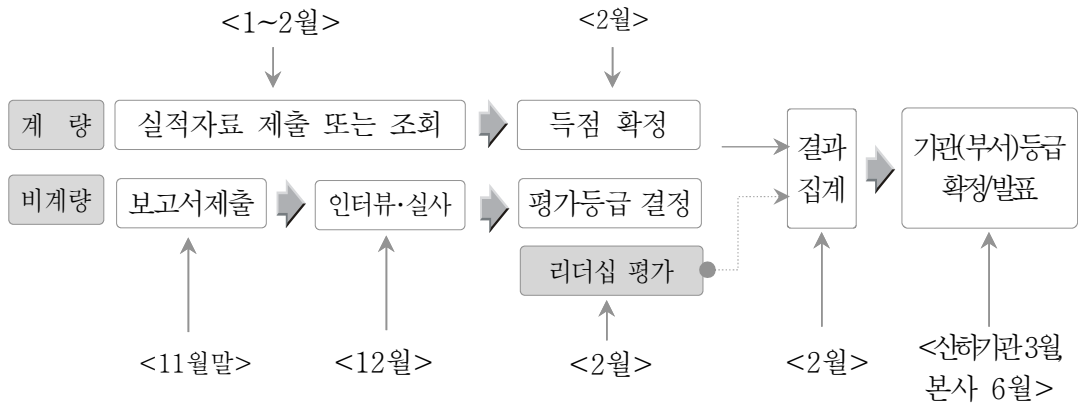 <1~2월>
<2월>
계 량
실적자료 제출 또는 조회
득점 확정
결과
집계
기관(부서)등급
확정/발표
비계량
보고서제출
인터뷰·실사
평가등급 결정
리더십 평가
<11월말>
<12월>
<2월>
<2월>
<산하기관 3월,
본사 6월>